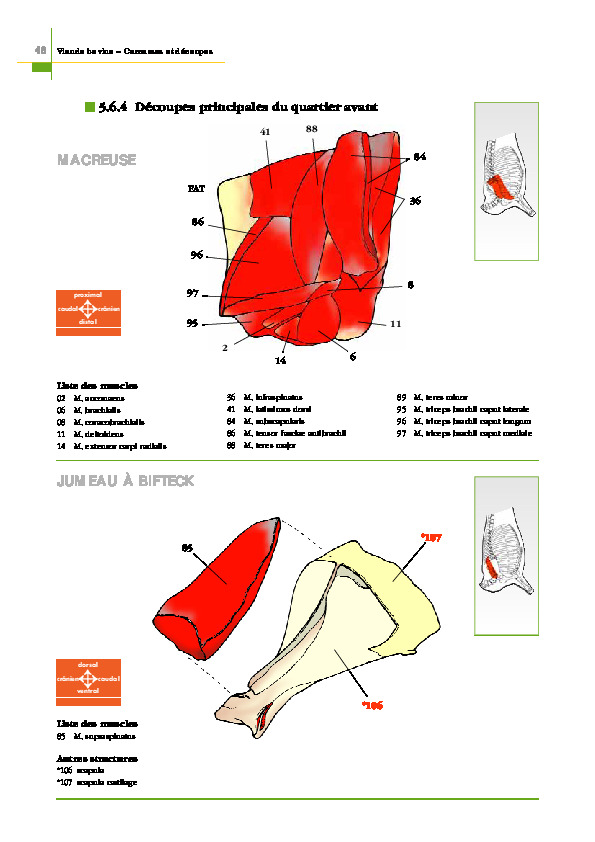 48 Viande bovine – Carcasses et découpes
5.6.4 Découpes principales du quartier avant
MACREUSE
41
88
84
FAT
36
86
96
8
97
95
11
2
14
6
proximal
caudal
crânien
distal
Liste des muscles
02 M. anconaeus
06 M. brachialis
08 M. coracobrachialis
11 M. deltoideus
14 M. extensor carpi radialis
36 M. infraspinatus
41 M. latissimus dorsi
84 M. subscapularis
86 M. tensor fasciae antibrachii
88 M. teres major
89 M. teres minor
95 M. triceps brachii caput laterale
96 M. triceps brachii caput longum
97 M. triceps brachii caput mediale
JUMEAU À BIFTECK
85
*107
*106
dorsal
crânien
caudal
ventral
Liste des muscles
85 M. supraspinatus
Autres structures
*106 scapula
*107 scapula cartilage